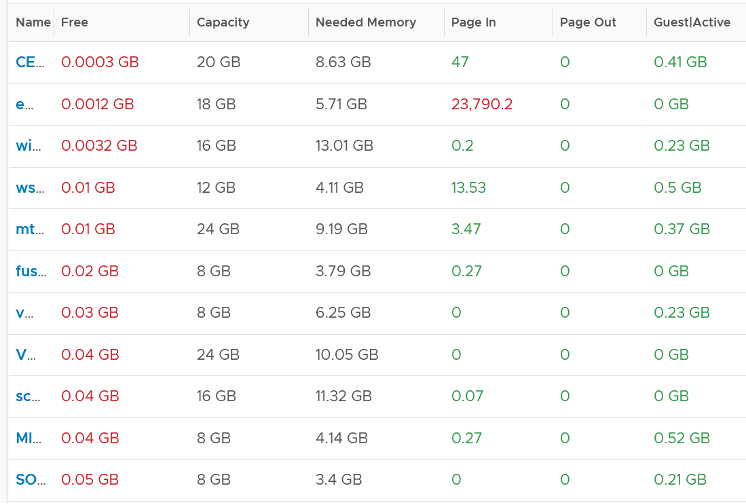 Name Free Capacity Needed Memory Page In Page Out Guest|Active
CE... 0.0003 GB 20 GB 8.63 GB 47 0 0.41 GB
e... 0.0012 GB 18 GB 5.71 GB 23,790.2 0 0 GB
wi... 0.0032 GB 16 GB 13.01 GB 0.2 0 0.23 GB
ws... 0.01 GB 12 GB 4.11 GB 13.53 0 0.5 GB
mt... 0.01 GB 24 GB 9.19 GB 3.47 0 0.37 GB
fus... 0.02 GB 8 GB 3.79 GB 0.27 0 0 GB
v... 0.03 GB 8 GB 6.25 GB 0 0 0.23 GB
V... 0.04 GB 24 GB 10.05 GB 0 0 0 GB
sc... 0.04 GB 16 GB 11.32 GB 0.07 0 0 GB
MI... 0.04 GB 8 GB 4.14 GB 0.27 0 0.52 GB
SO... 0.05 GB 8 GB 3.4 GB 0 0 0.21 GB